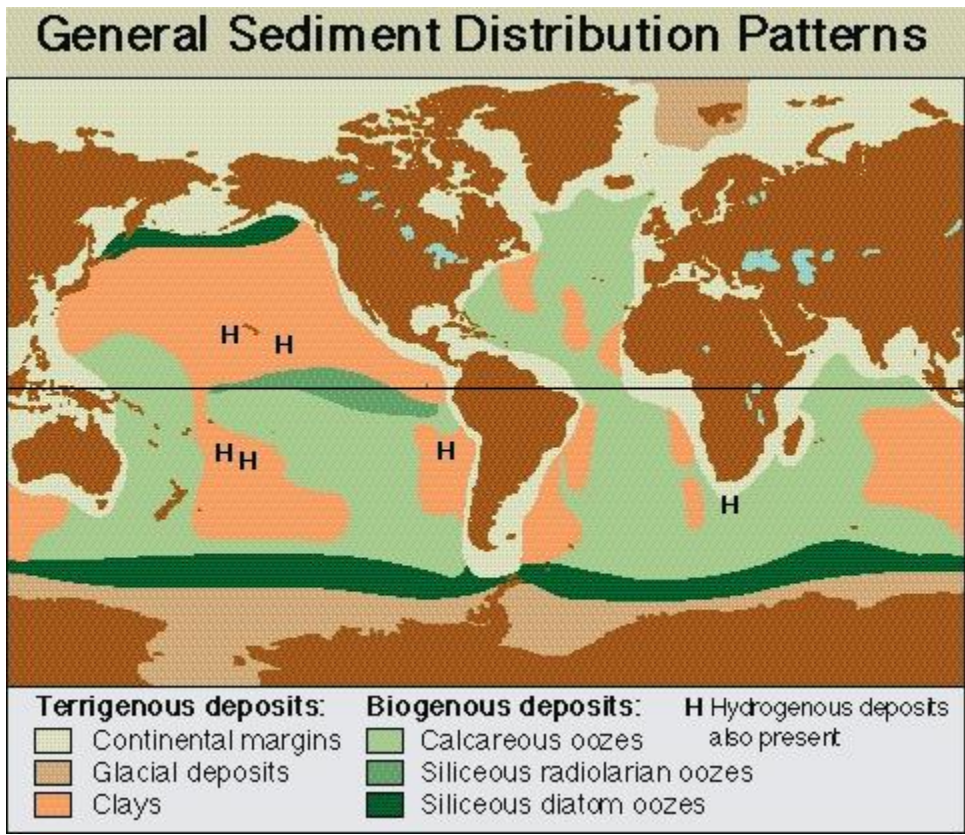 General Sediment Distribution Patterns
H H
H H
H
H
Terrigenous deposits:
Continental margins
Glacial deposits
Clays
Biogenous deposits:
Calcareous oozes
Siliceous radiolarian oozes
Siliceous diatom oozes
H Hydrogenous deposits
also present